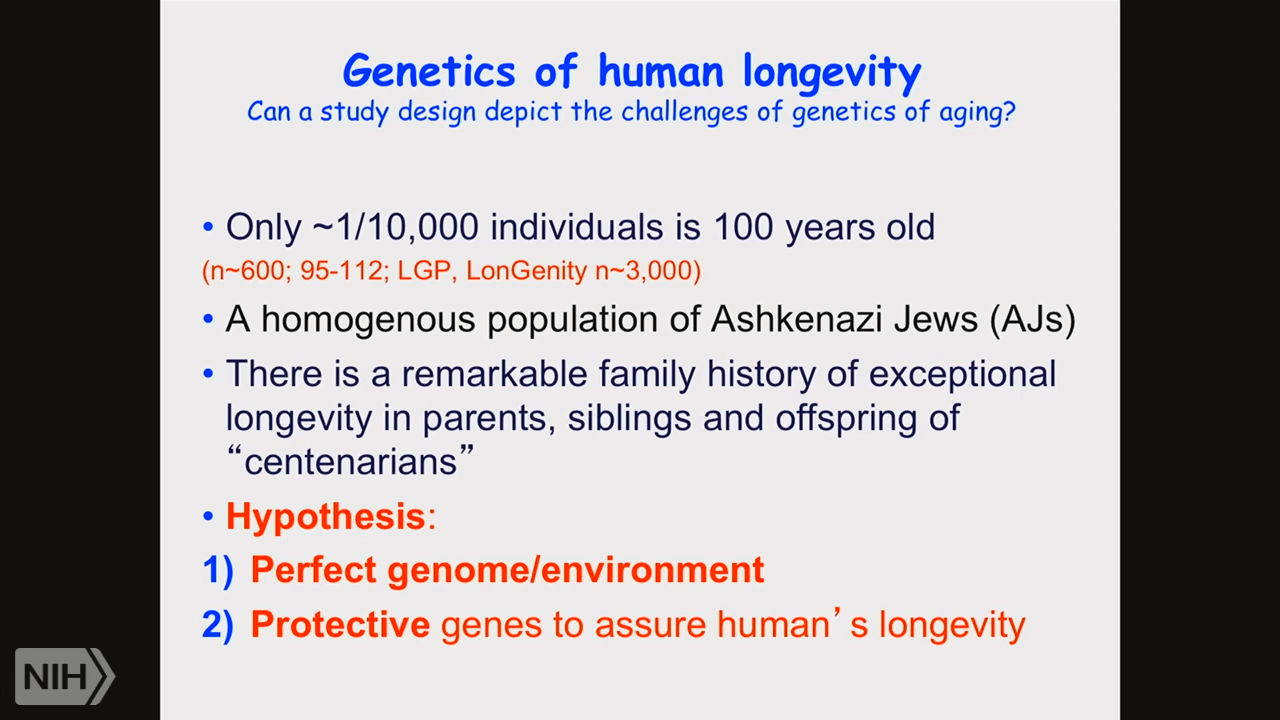 Genetics of human longevity
Can a study design depict the challenges of genetics of aging?
• Only ~1/10,000 individuals is 100 years old
(n~600; 95-112; LGP, LonGenity n~3,000)
• A homogenous population of Ashkenazi Jews (AJs)
• There is a remarkable family history of exceptional
longevity in parents, siblings and offspring of
“centenarians”
• Hypothesis:
1) Perfect genome/environment
2) Protective genes to assure human’s longevity
NIH